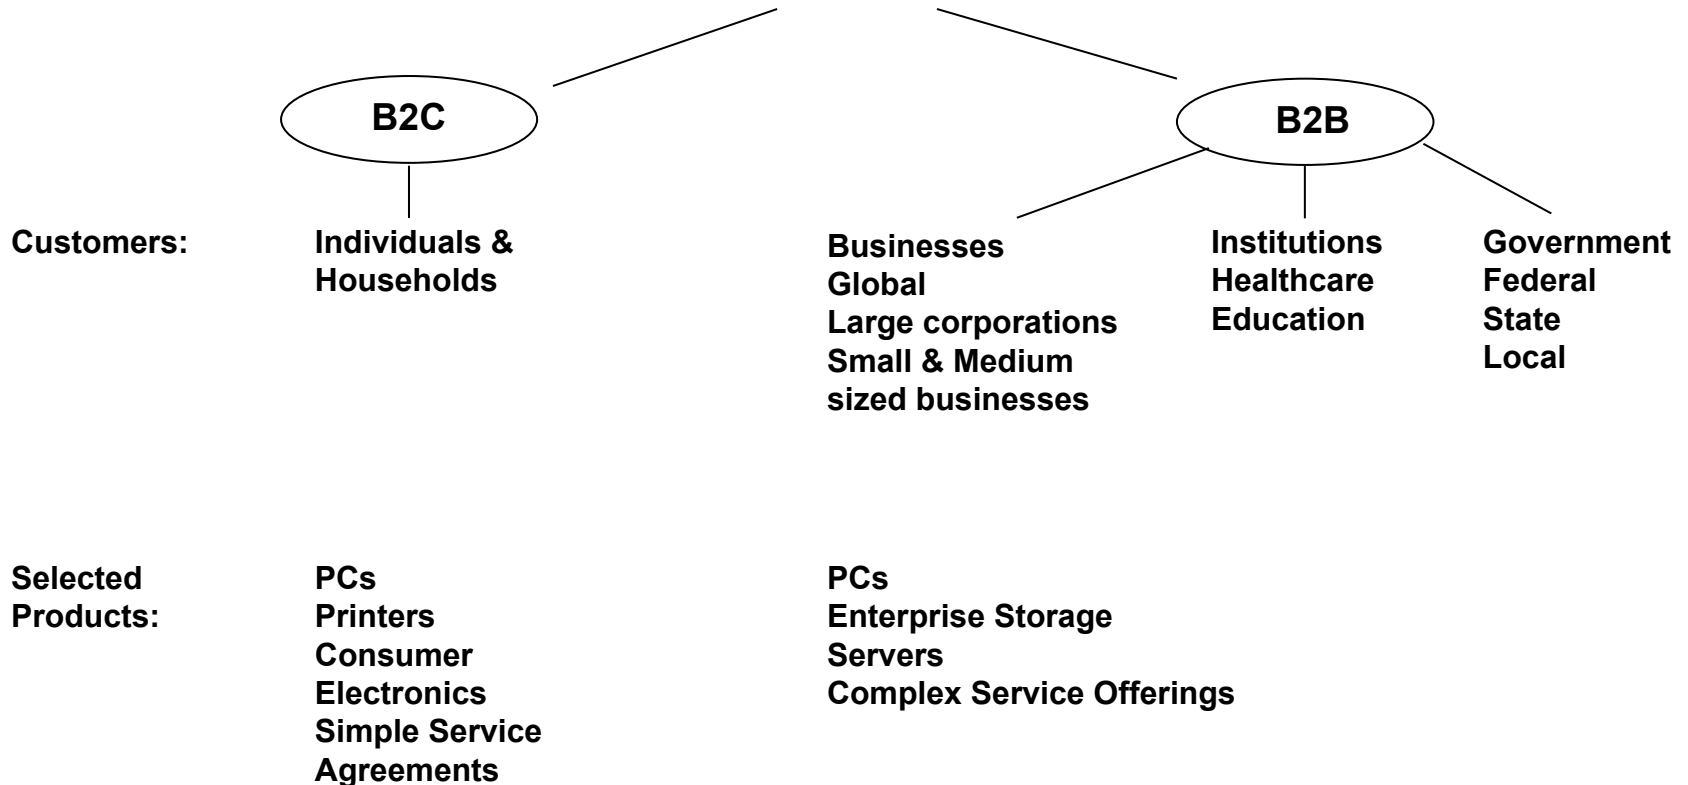 B2C
B2B
Customers:
Individuals &
Households
Businesses
Global
Large corporations
Small & Medium
sized businesses
Institutions
Healthcare
Education
Government
Federal
State
Local
Selected
Products:
PCs
Printers
Consumer
Electronics
Simple Service
Agreements
PCs
Enterprise Storage
Servers
Complex Service Offerings